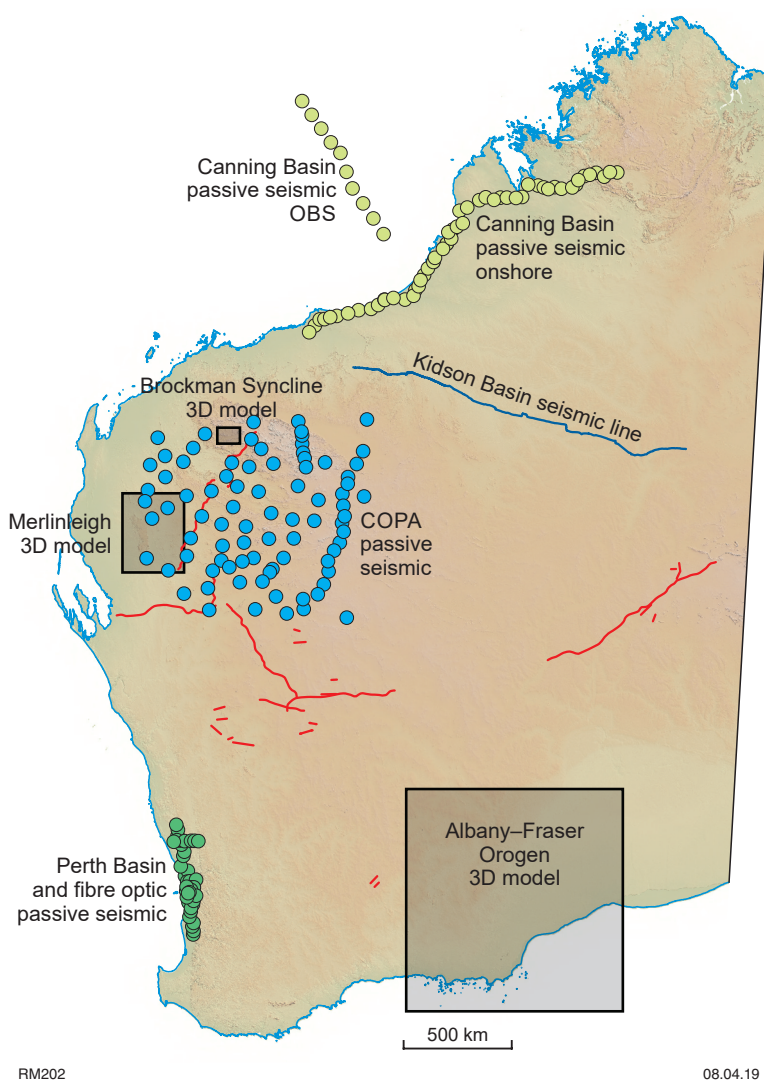 Canning Basin
passive seismic
OBS
Canning Basin
passive seismic
onshore
Kidson Basin seismic line
Brockman Syncline
3D model
Merlinleigh
3D model
COPA
passive
seismic
Perth Basin
and fibre optic
passive seismic
Albany–Fraser
Orogen
3D model
500 km
RM202
08.04.19